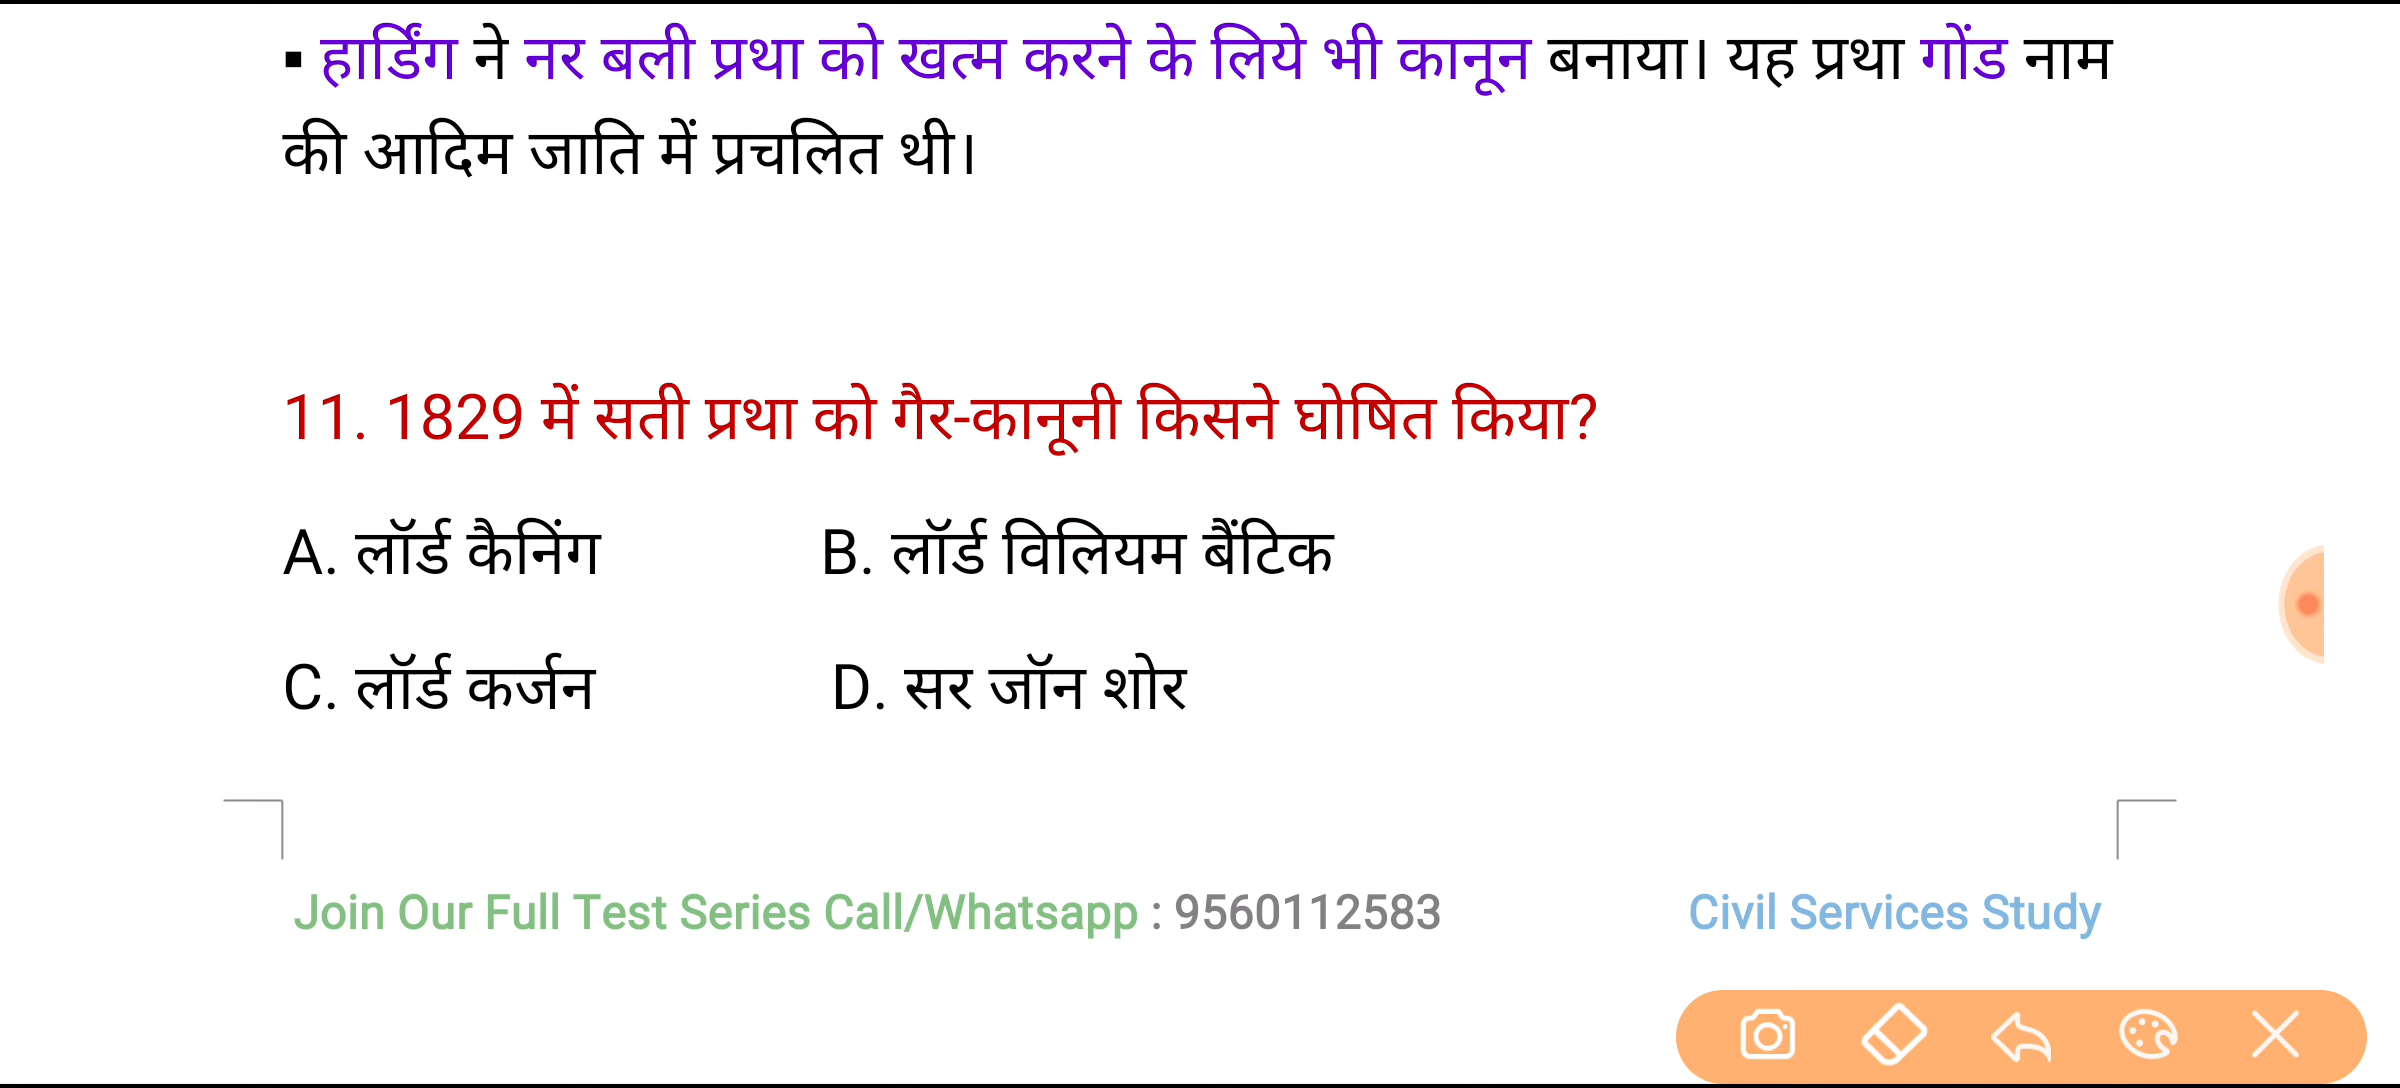 ▪ हार्डिंग ने नर बली प्रथा को खत्म करने के लिये भी कानून बनाया। यह प्रथा गोंड नाम
की आदिम जाति में प्रचलित थी।
11. 1829 में सती प्रथा को गैर-कानूनी किसने घोषित किया?
A. लॉर्ड कैनिंग B. लॉर्ड विलियम बैंटिक
C. लॉर्ड कर्जन D. सर जॉन शोर
Join Our Full Test Series Call/Whatsapp : 9560112583 Civil Services Study